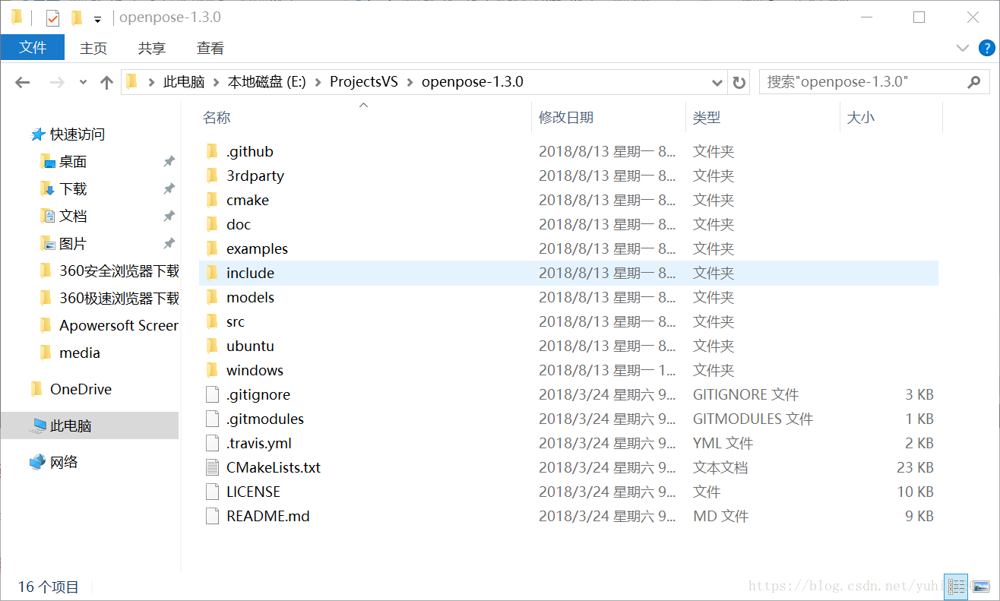 openpose-1.3.0
文件 主页 共享 查看
此电脑 本地磁盘 (E:) ProjectsVS openpose-1.3.0 搜索"openpose-1.3.0"
名称 修改日期 类型 大小
快速访问
桌面
下载
文档
图片
360安全浏览器下载
360极速浏览器下载
Apowersoft Screer
media
OneDrive
此电脑
网络
.github 2018/8/13 星期一 8... 文件夹
3rdparty 2018/8/13 星期一 8... 文件夹
cmake 2018/8/13 星期一 8... 文件夹
doc 2018/8/13 星期一 8... 文件夹
examples 2018/8/13 星期一 8... 文件夹
include 2018/8/13 星期一 8... 文件夹
models 2018/8/13 星期一 8... 文件夹
src 2018/8/13 星期一 8... 文件夹
ubuntu 2018/8/13 星期一 8... 文件夹
windows 2018/8/13 星期一 1... 文件夹
.gitignore 2018/3/24 星期六 9... GITIGNORE 文件 3 KB
.gitmodules 2018/3/24 星期六 9... GITMODULES 文件 1 KB
.travis.yml 2018/3/24 星期六 9... YML 文件 2 KB
CMakeLists.txt 2018/3/24 星期六 9... 文本文档 23 KB
LICENSE 2018/3/24 星期六 9... 文件 10 KB
README.md 2018/3/24 星期六 9... MD 文件 9 KB
16 个项目